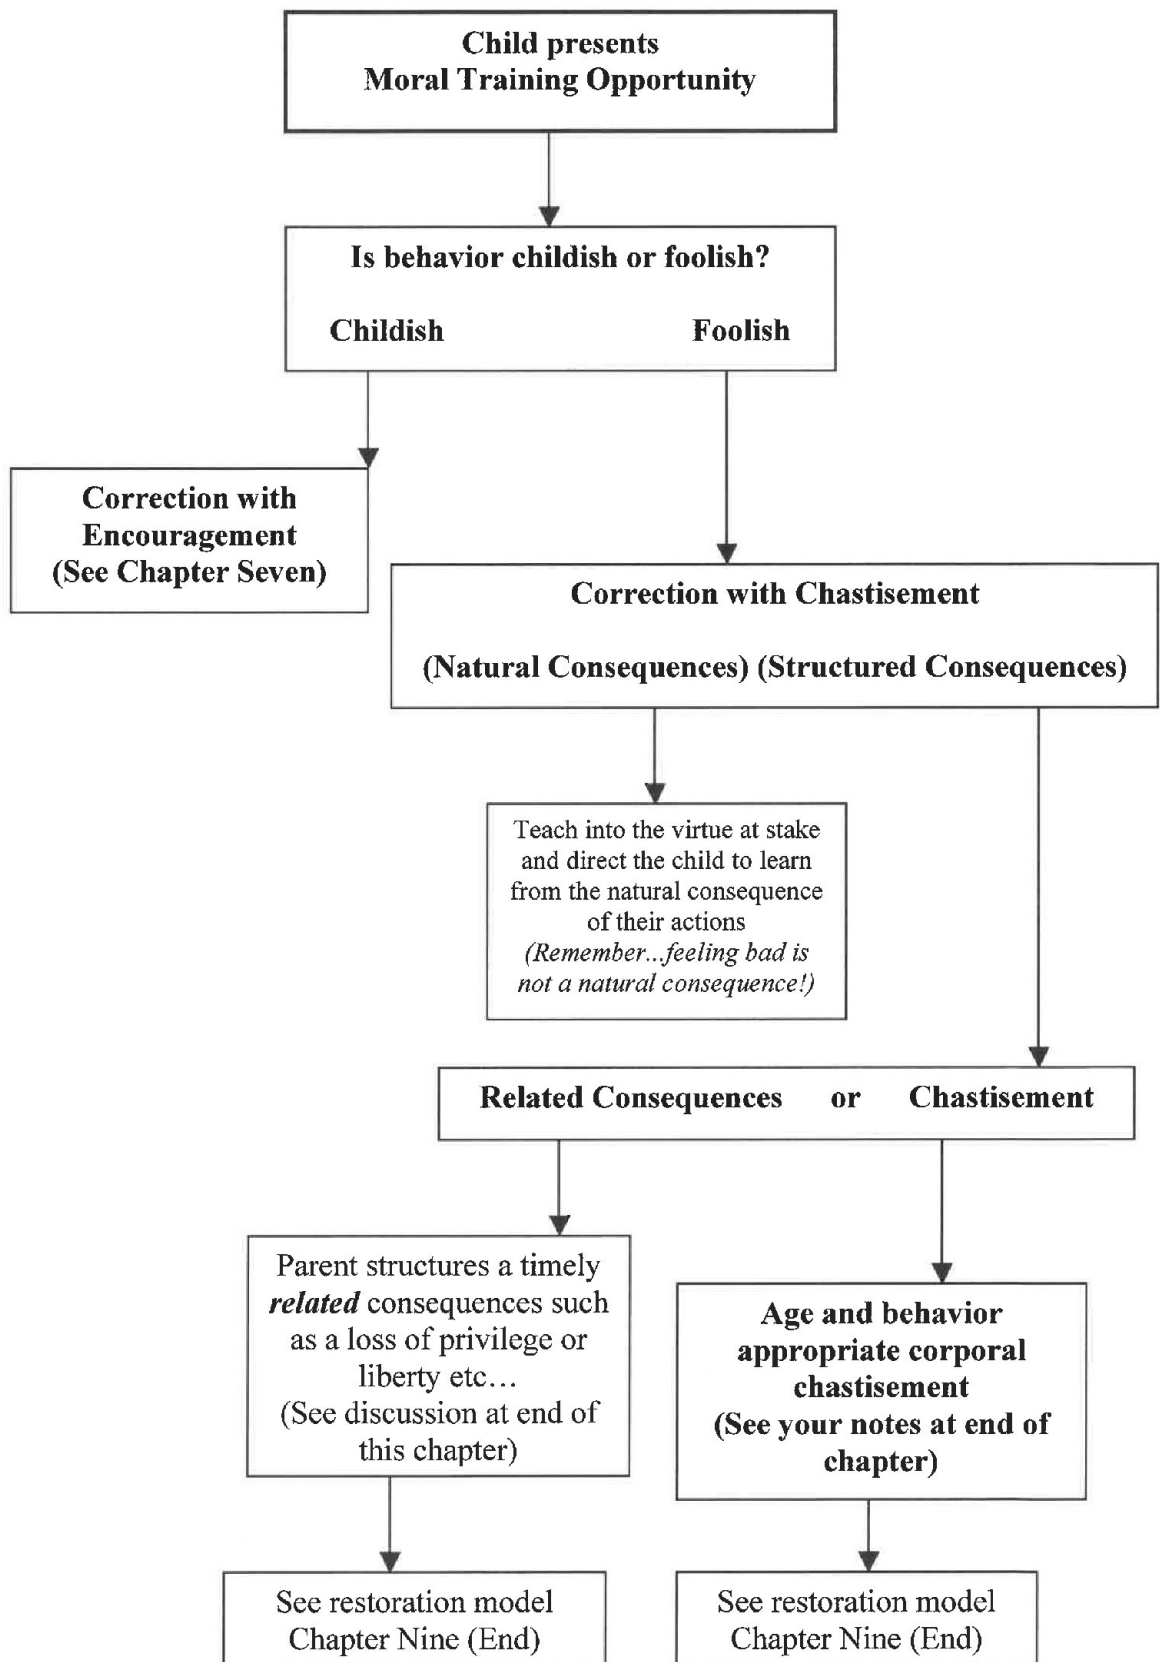 Child presents
Moral Training Opportunity
Is behavior childish or foolish?
Childish Foolish
Correction with
Encouragement
(See Chapter Seven)
Correction with Chastisement
(Natural Consequences) (Structured Consequences)
Teach into the virtue at stake
and direct the child to learn
from the natural consequence
of their actions
(Remember...feeling bad is
not a natural consequence!)
Related Consequences or Chastisement
Parent structures a timely
related consequences such
as a loss of privilege or
liberty etc...
(See discussion at end of
this chapter)
Age and behavior
appropriate corporal
chastisement
(See your notes at end of
chapter)
See restoration model
Chapter Nine (End)
See restoration model
Chapter Nine (End)